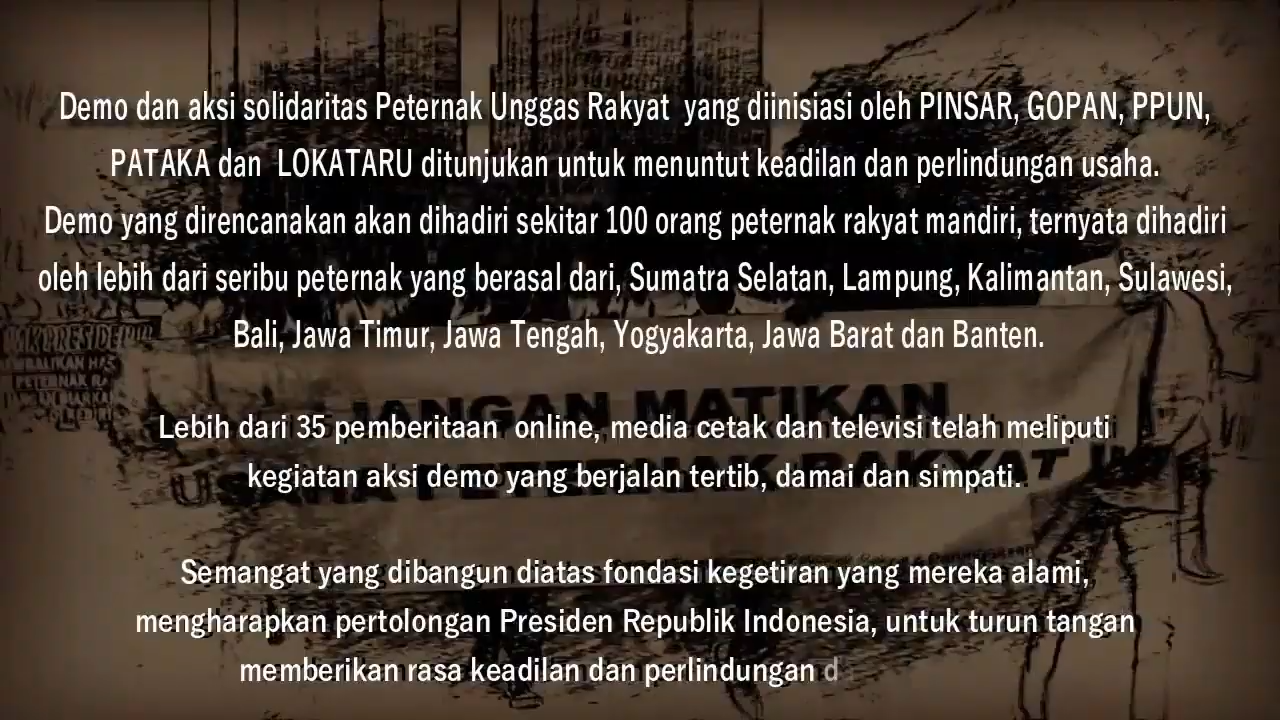 Demo dan aksi solidaritas Peternak Unggas Rakyat yang diinisiasi oleh PINSAR, GOPAN, PPUN,
PATAKA dan LOKATARU ditunjukan untuk menuntut keadilan dan perlindungan usaha.
Demo yang direncanakan akan dihadiri sekitar 100 orang peternak rakyat mandiri, ternyata dihadiri
oleh lebih dari seribu peternak yang berasal dari, Sumatra Selatan, Lampung, Kalimantan, Sulawesi,
Bali, Jawa Timur, Jawa Tengah, Yogyakarta, Jawa Barat dan Banten.
JANGAN MATIKAN
Lebih dari 35 pemberitaan online, media cetak dan televisi telah meliputi
kegiatan aksi demo yang berjalan tertib, damai dan simpati.
USAHA PETERNAK RAKYAT
Semangat yang dibangun diatas fondasi kegetiran yang mereka alami,
mengharapkan pertolongan Presiden Republik Indonesia, untuk turun tangan
memberikan rasa keadilan dan perlindungan d